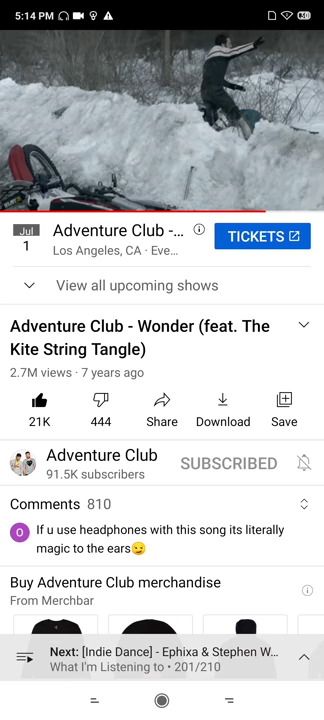 5:14 PM
Jul
1
Adventure Club -...
Los Angeles, CA · Eve...
TICKETS
View all upcoming shows
Adventure Club - Wonder (feat. The
Kite String Tangle)
2.7M views · 7 years ago
21K
444
Share
Download
Save
Adventure Club
91.5K subscribers
SUBSCRIBED
Comments 810
O
If u use headphones with this song its literally
magic to the ears😉
Buy Adventure Club merchandise
From Merchbar
Next: [Indie Dance] - Ephixa & Stephen W...
What I'm Listening to • 201/210